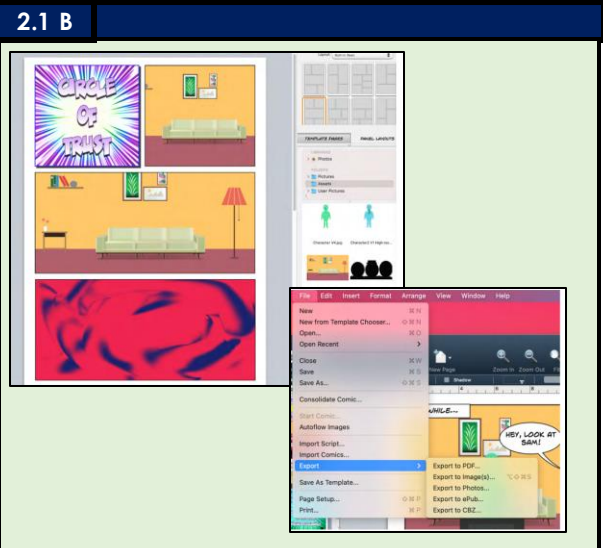 2.1 B
CIRCLE
OF
TRUST
TEMPLATE PAGES PANEL LAYOUTS
Photos
Pictures
Assets
User Pictures
File Edit Insert Format Arrange View Window Help
New ⌘ N
New from Template Chooser... ⇧ ⌘ N
Open... ⌘ O
Open Recent >
Close ⌘ W
Save ⌘ S
Save As... ⇧ ⌘ S
Consolidate Comic...
Start Comic...
Autoflow Images
Import Script...
Import Comics...
Export >
Save As Template...
Page Setup... ⇧ ⌘ P
Print... ⌘ P
Export to PDF...
Export to Image(s)... ⌥ ⇧ ⌘ S
Export to Photos...
Export to ePub...
Export to CBZ...
New Page Zoom In Zoom Out
Shadow
HEY, LOOK AT
SAM!